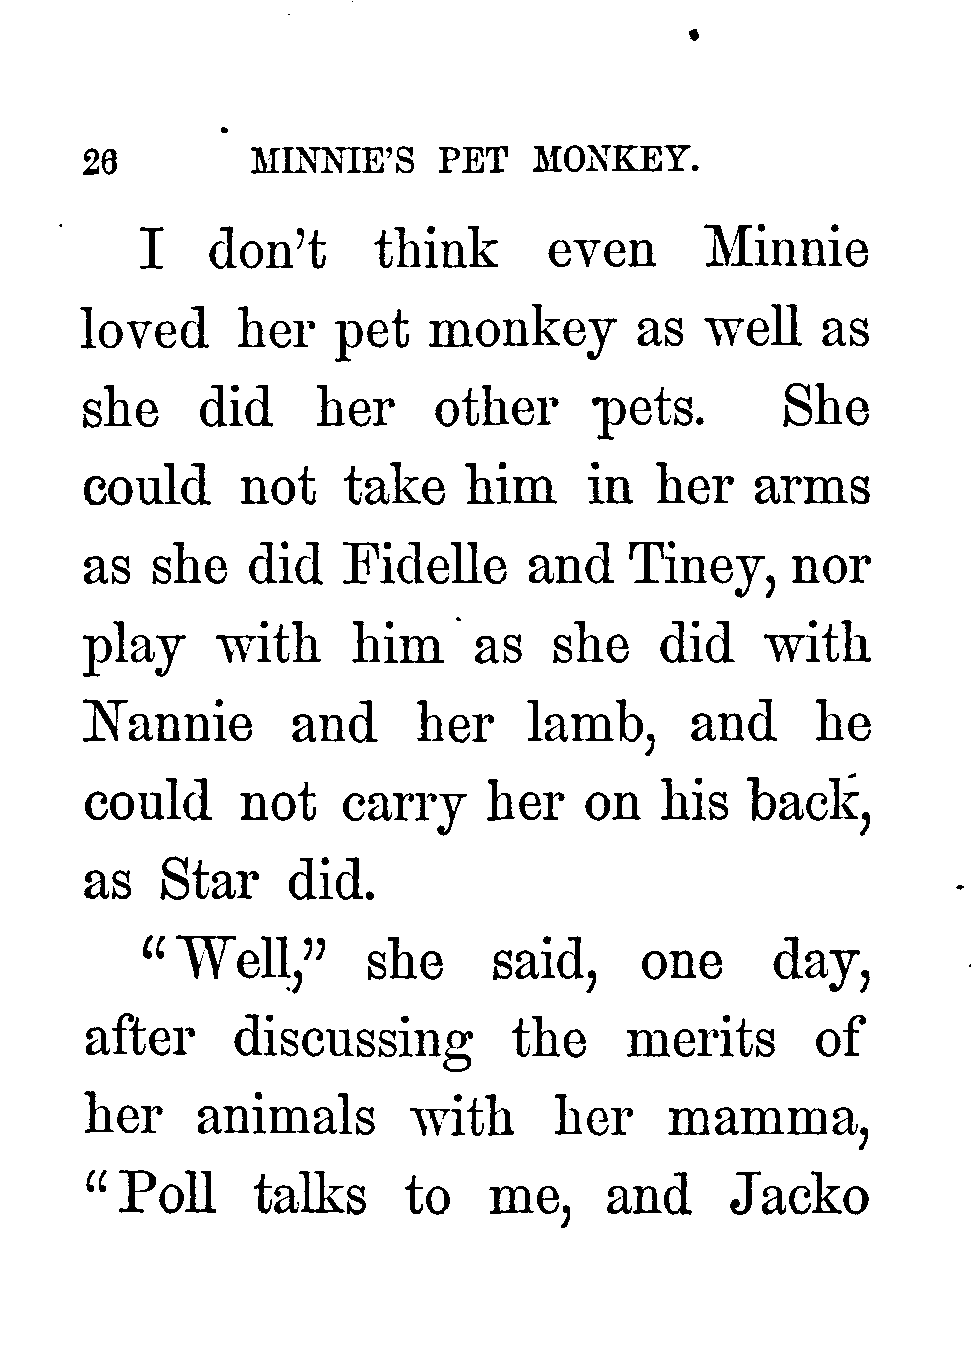 26 MINNIE'S PET MONKEY.
I don't think even Minnie
loved her pet monkey as well as
she did her other pets. She
could not take him in her arms
as she did Fidelle and Tiney, nor
play with him as she did with
Nannie and her lamb, and he
could not carry her on his back,
as Star did.
"Well," she said, one day,
after discussing the merits of
her animals with her mamma,
"Poll talks to me, and Jacko